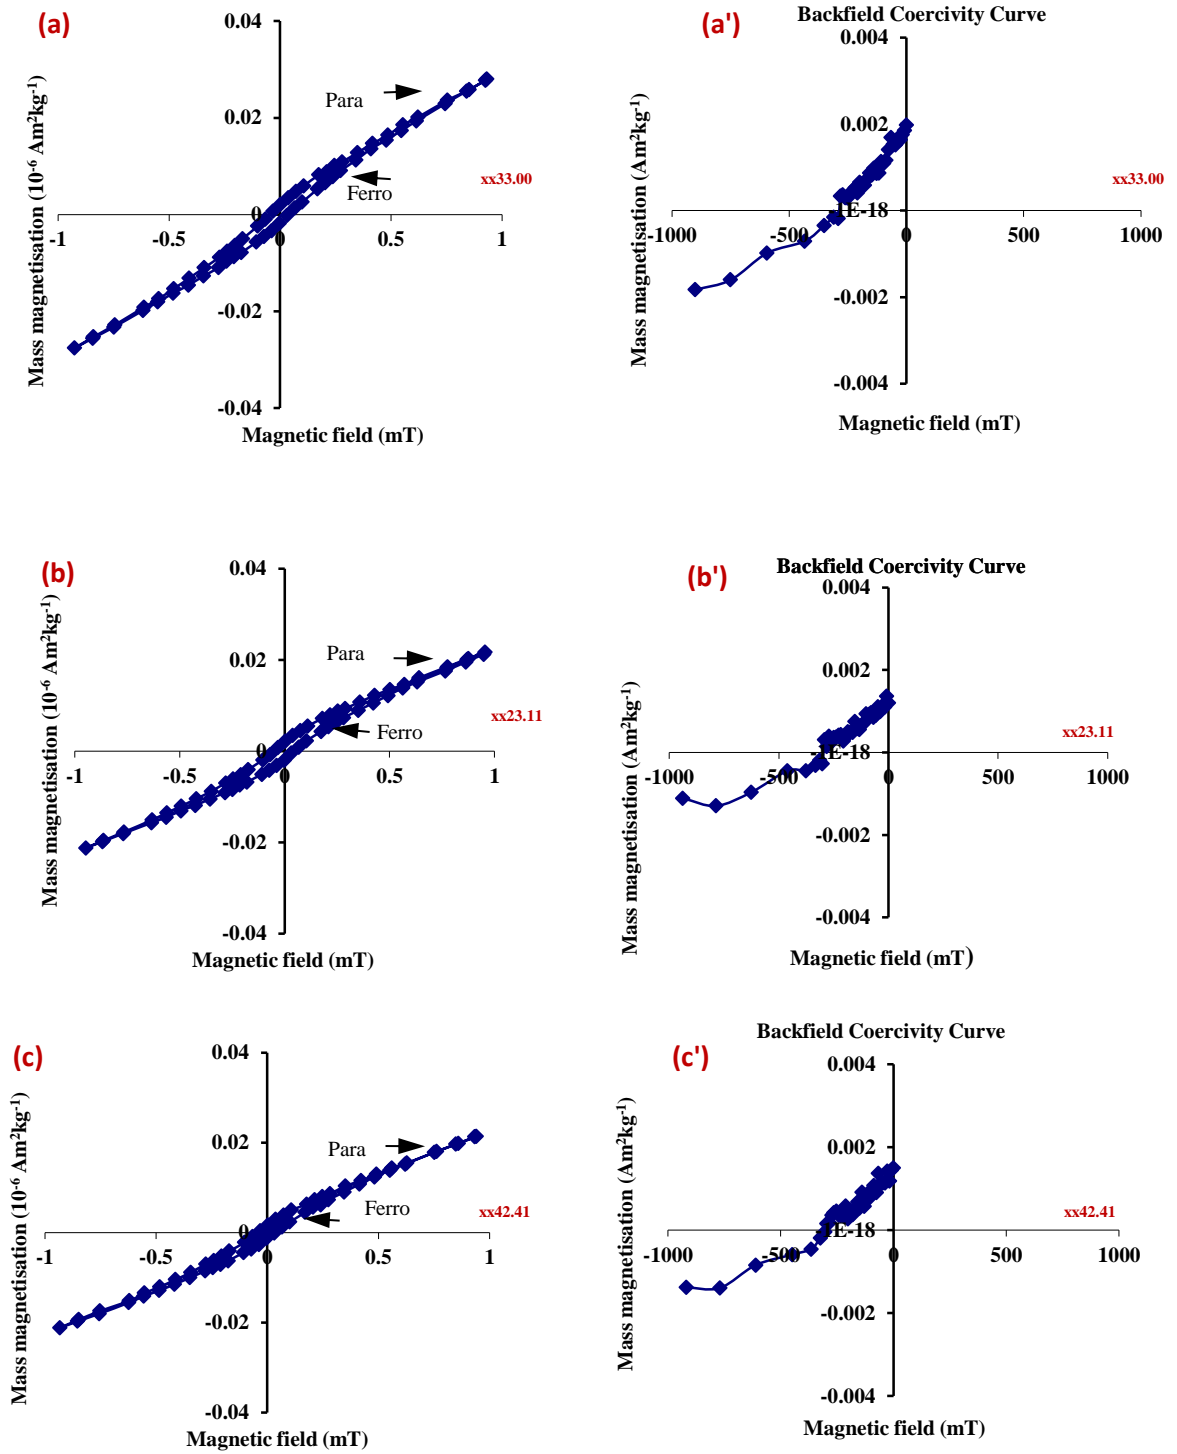 (a)
0.04
0.02
0
-0.02
-0.04
-1
-0.5
0
0.5
1
Para
Ferro
xx33.00
Mass magnetisation (10⁻⁶ Am²kg⁻¹)
Magnetic field (mT)
(a')
Backfield Coercivity Curve
0.004
0.002
-1E-18
-0.002
-0.004
-1000
-500
0
500
1000
xx33.00
Mass magnetisation (Am²kg⁻¹)
Magnetic field (mT)
(b)
0.04
0.02
0
-0.02
-0.04
-1
-0.5
0
0.5
1
Para
Ferro
xx23.11
Mass magnetisation (10⁻⁶ Am²kg⁻¹)
Magnetic field (mT)
(b')
Backfield Coercivity Curve
0.004
0.002
-1E-18
-0.002
-0.004
-1000
-500
0
500
1000
xx23.11
Mass magnetisation (Am²kg⁻¹)
Magnetic field (mT)
(c)
0.04
0.02
0
-0.02
-0.04
-1
-0.5
0
0.5
1
Para
Ferro
xx42.41
Mass magnetisation (10⁻⁶ Am²kg⁻¹)
Magnetic field (mT)
(c')
Backfield Coercivity Curve
0.004
0.002
-1E-18
-0.002
-0.004
-1000
-500
0
500
1000
xx42.41
Mass magnetisation (Am²kg⁻¹)
Magnetic field (mT)